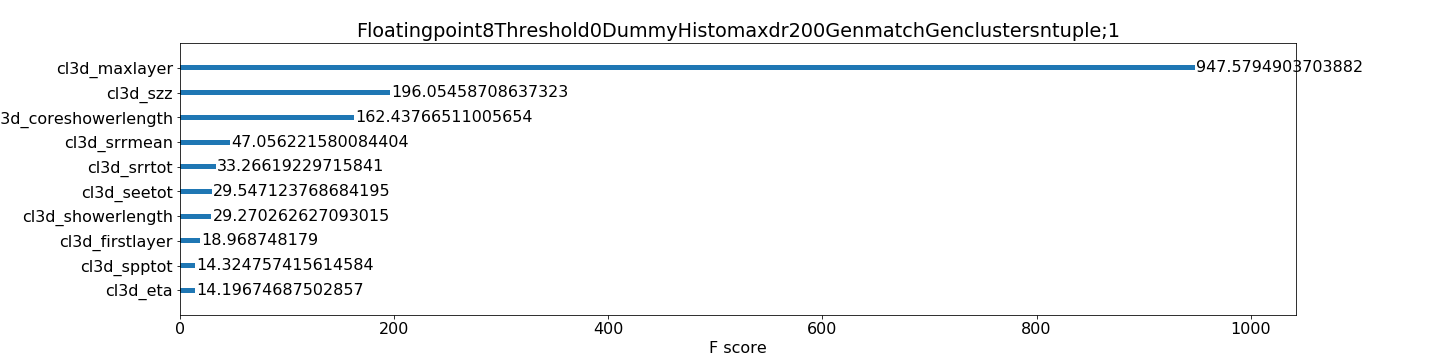 Floatingpoint8Threshold0DummyHistomaxdr200GenmatchGenclustersntuple;1
cl3d_maxlayer 947.5794903703882
cl3d_szz 196.05458708637323
3d_coreshowerlength 162.43766511005654
cl3d_srrmean 47.056221580084404
cl3d_srrtot 33.26619229715841
cl3d_seetot 29.547123768684195
cl3d_showerlength 29.270262627093015
cl3d_firstlayer 18.968748179
cl3d_spptot 14.324757415614584
cl3d_eta 14.19674687502857
0 200 400 600 800 1000
F score